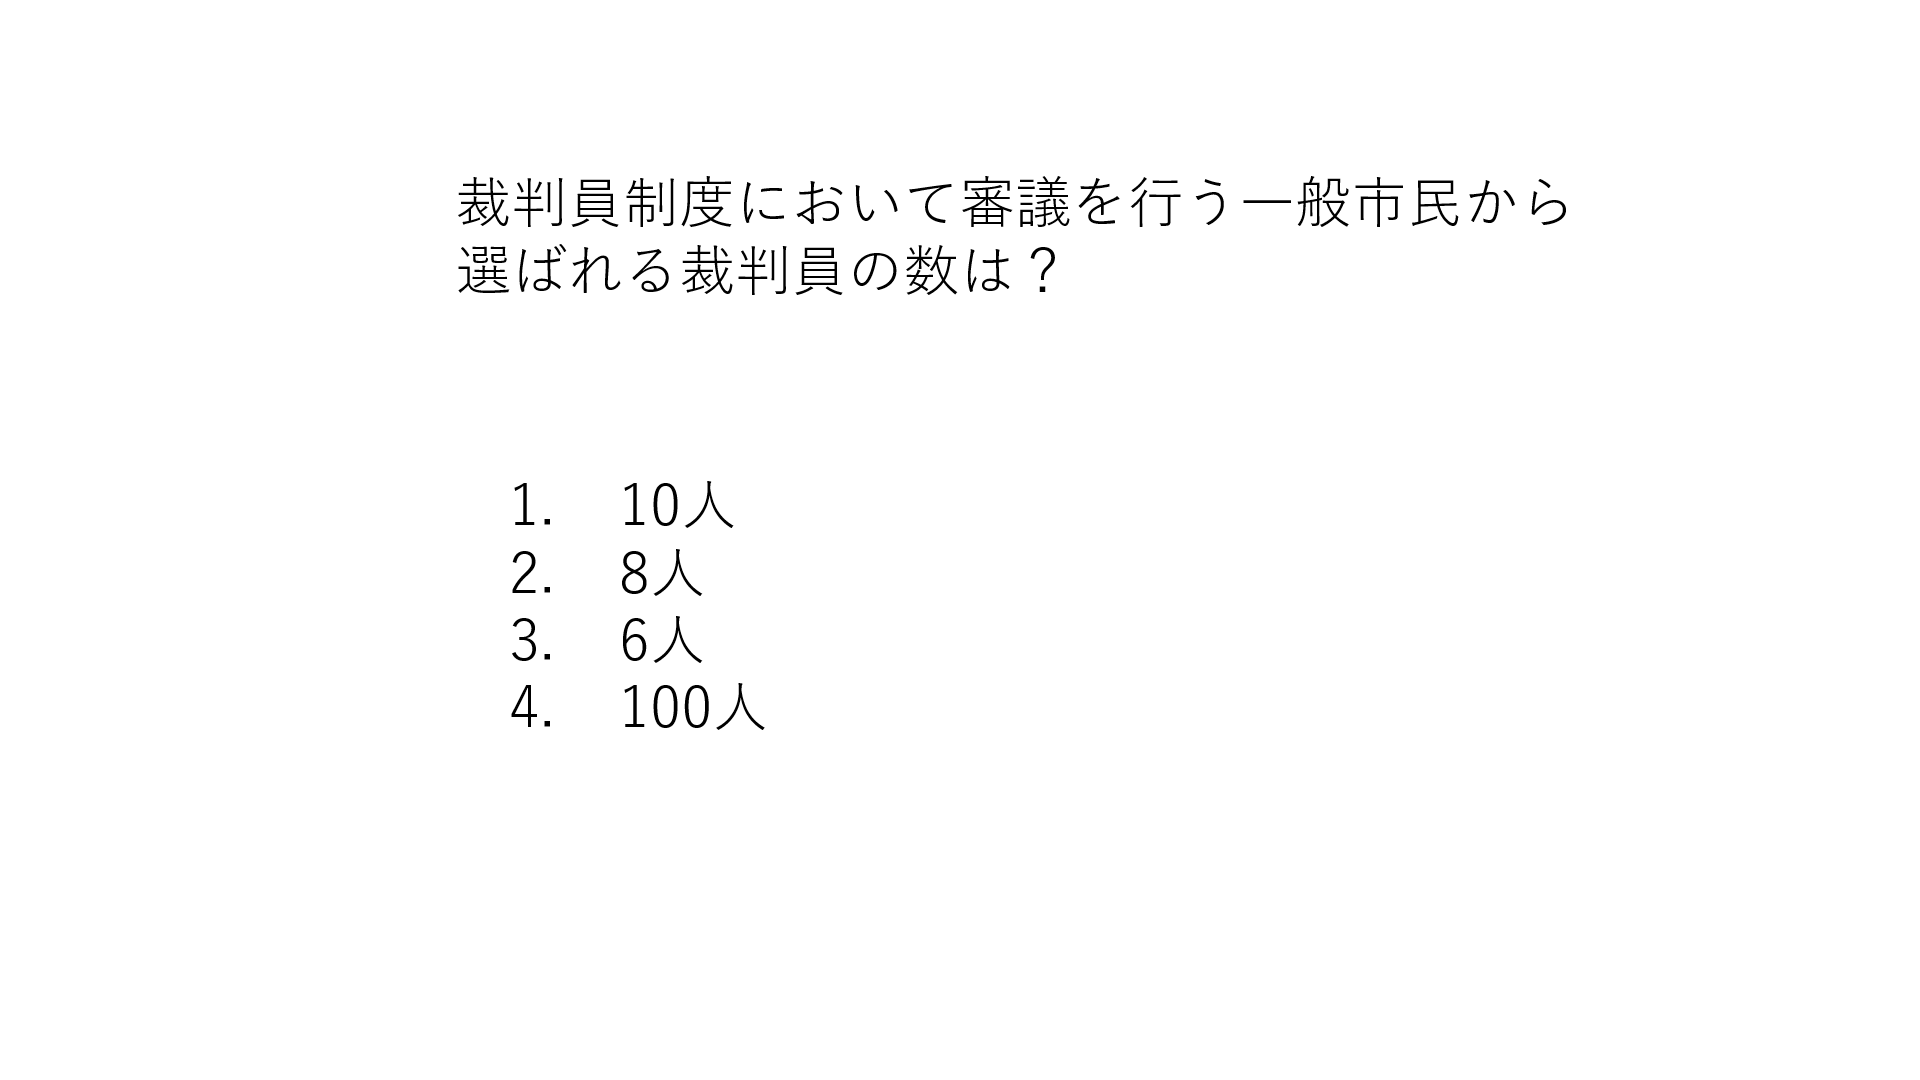 裁判員制度において審議を行う一般市民から
選ばれる裁判員の数は？
1.　10人
2.　8人
3.　6人
4.　100人